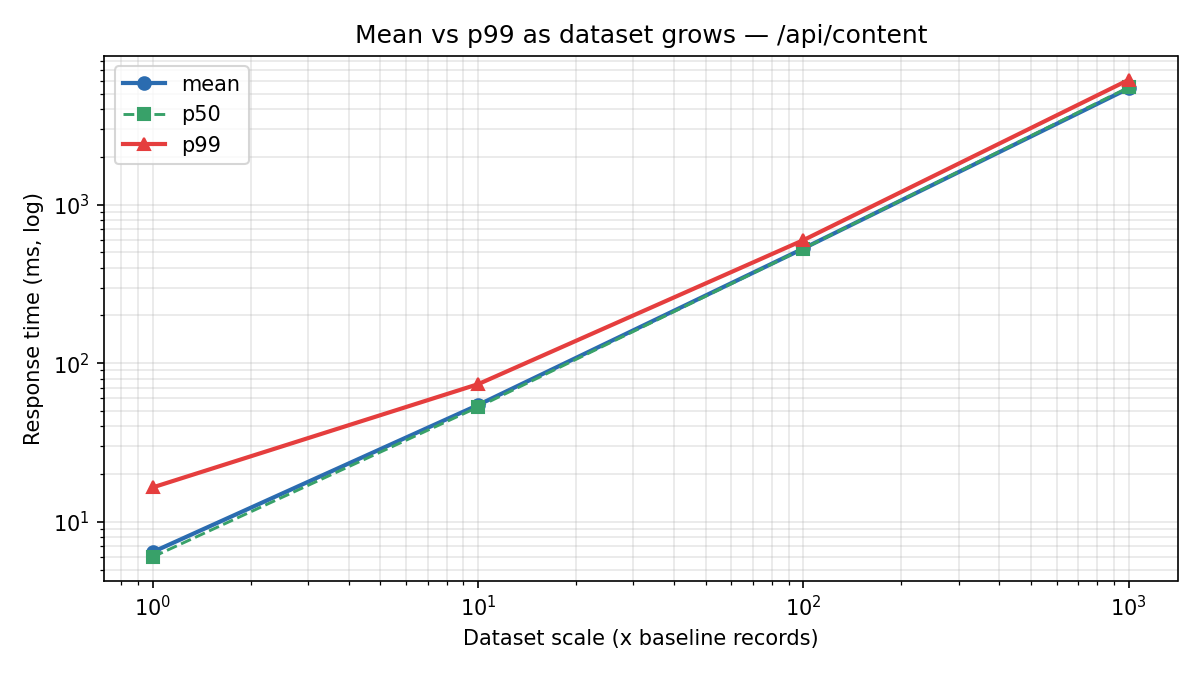 Mean vs p99 as dataset grows — /api/content
mean
p50
p99
Response time (ms, log)
10³
10²
10¹
10⁰ 10¹ 10² 10³
Dataset scale (x baseline records)